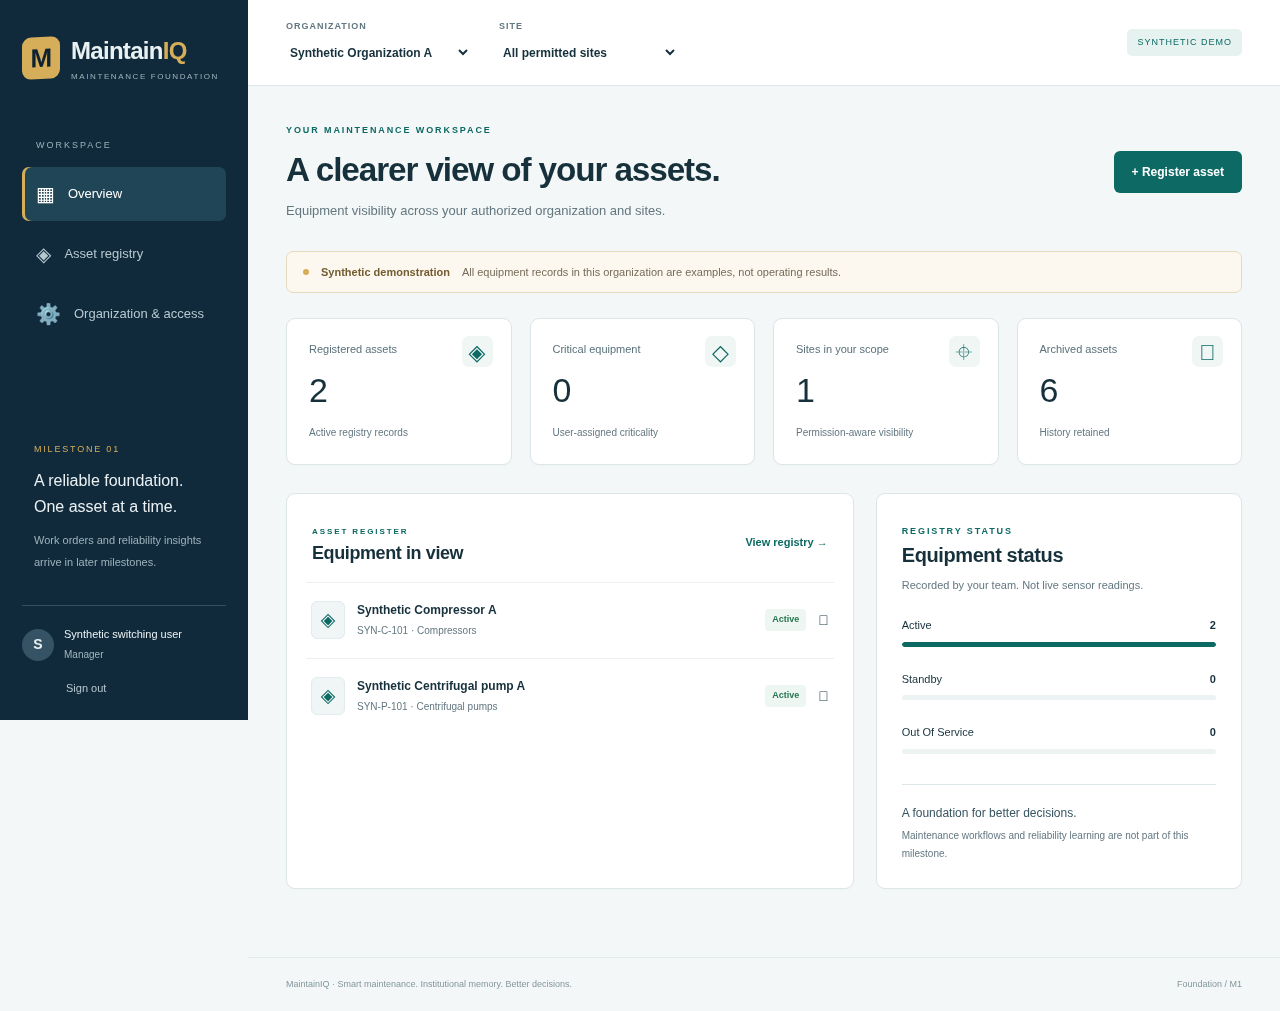 M
MaintainIQ
MAINTENANCE FOUNDATION
WORKSPACE
Overview
Asset registry
Organization & access
MILESTONE 01
A reliable foundation.
One asset at a time.
Work orders and reliability insights
arrive in later milestones.
S
Synthetic switching user
Manager
Sign out
ORGANIZATION
Synthetic Organization A
SITE
All permitted sites
SYNTHETIC DEMO
YOUR MAINTENANCE WORKSPACE
A clearer view of your assets.
+ Register asset
Equipment visibility across your authorized organization and sites.
Synthetic demonstration All equipment records in this organization are examples, not operating results.
Registered assets
2
Active registry records
Critical equipment
0
User-assigned criticality
Sites in your scope
1
Permission-aware visibility
Archived assets
6
History retained
ASSET REGISTER
Equipment in view
View registry →
Synthetic Compressor A
SYN-C-101 · Compressors
Active
Synthetic Centrifugal pump A
SYN-P-101 · Centrifugal pumps
Active
REGISTRY STATUS
Equipment status
Recorded by your team. Not live sensor readings.
Active 2
Standby 0
Out Of Service 0
A foundation for better decisions.
Maintenance workflows and reliability learning are not part of this
milestone.
MaintainIQ · Smart maintenance. Institutional memory. Better decisions.
Foundation / M1